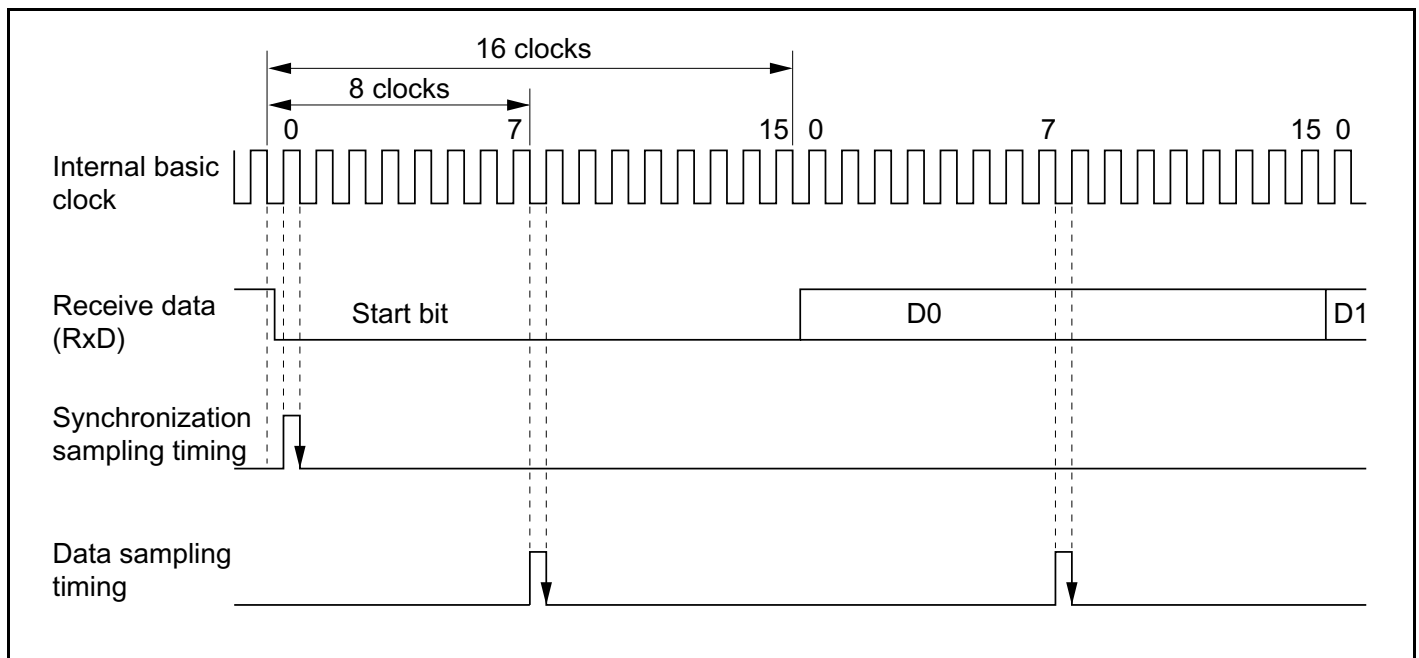 16 clocks
8 clocks
0 7 15 0 7 15 0
Internal basic
clock
Receive data
(RxD)
Start bit D0 D1
Synchronization
sampling timing
Data sampling
timing